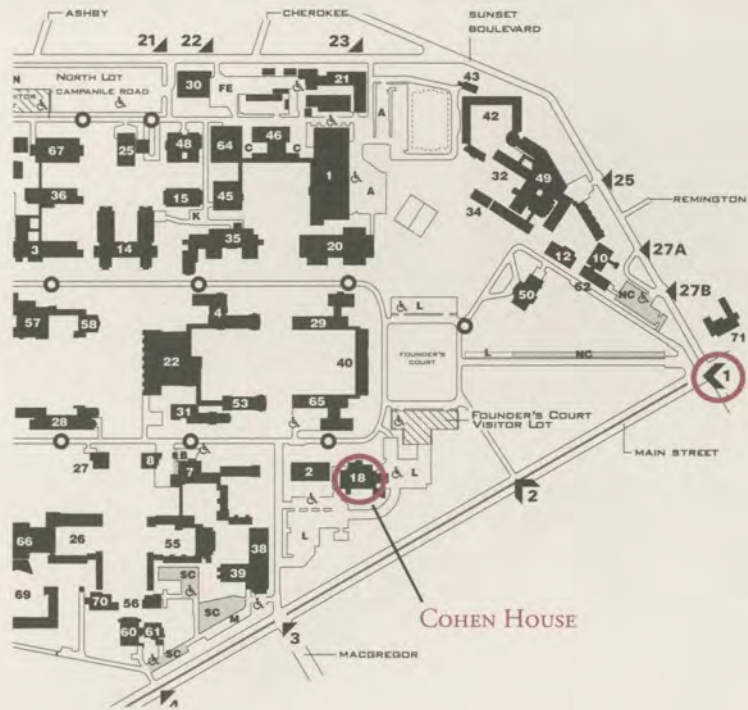 ASHBY
CHEROKEE
SUNSET
BOULEVARD
21
22
23
NORTH LOT
CAMPANILE ROAD
N
30
FE
21
43
A
42
67
25
48
64
46
C
C
1
A
32
49
25
36
15
45
34
REMINGTON
K
3
14
35
20
12
10
27A
62
50
NC
27B
57
58
4
29
L
71
22
40
FOUNDER'S
COURT
L
NC
1
53
65
31
28
FOUNDER'S COURT
VISITOR LOT
MAIN STREET
27
8
B
7
2
18
L
2
66
26
55
38
L
SC
39
69
70
56
SC
M
COHEN HOUSE
60
61
SC
3
MACGREGOR
4